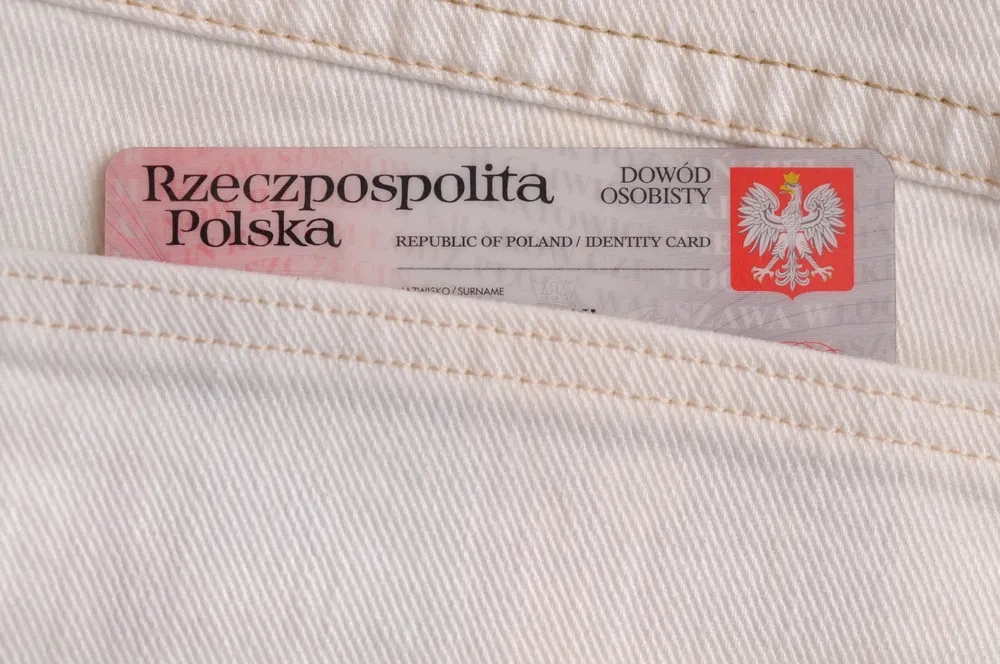 Rzeczpospolita
Polska
DOWÓD
OSOBISTY
REPUBLIC OF POLAND / IDENTITY CARD
NAZWISKO / SURNAME